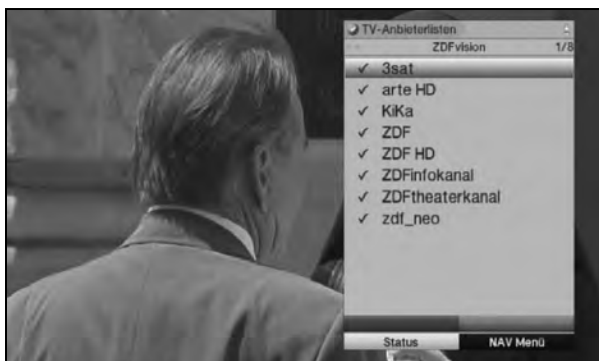 TV-Anbieterlisten
ZDFvision 1/8
✓ 3sat
✓ arte HD
✓ KiKa
✓ ZDF
✓ ZDF HD
✓ ZDFinfokanal
✓ ZDFtheaterkanal
✓ zdf_neo
Status NAV Menü